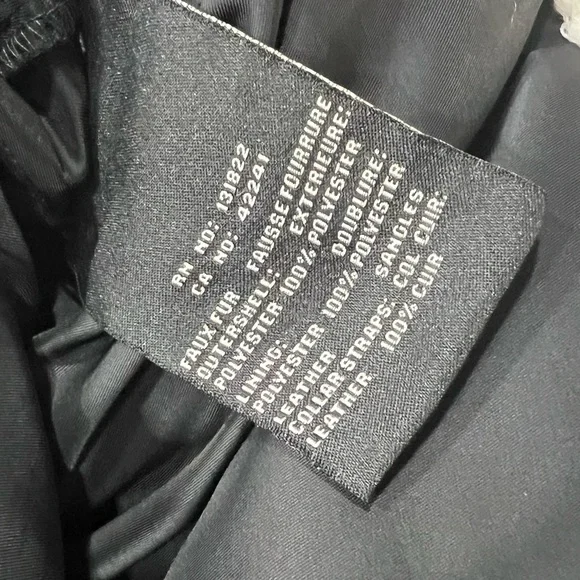 RN NO: 131822
CA NO: 42241
FAUX FOR FAUSSE FOURRURE
OUTERSHELL: EXTERIEURE:
POLYESTER 100% POLYESTER
LINING: DOUBLURE:
POLYESTER 100% POLYESTER
LEATHER SANGLES
COLLAR STRAPS: COL CUIR:
LEATHER 100% CUIR